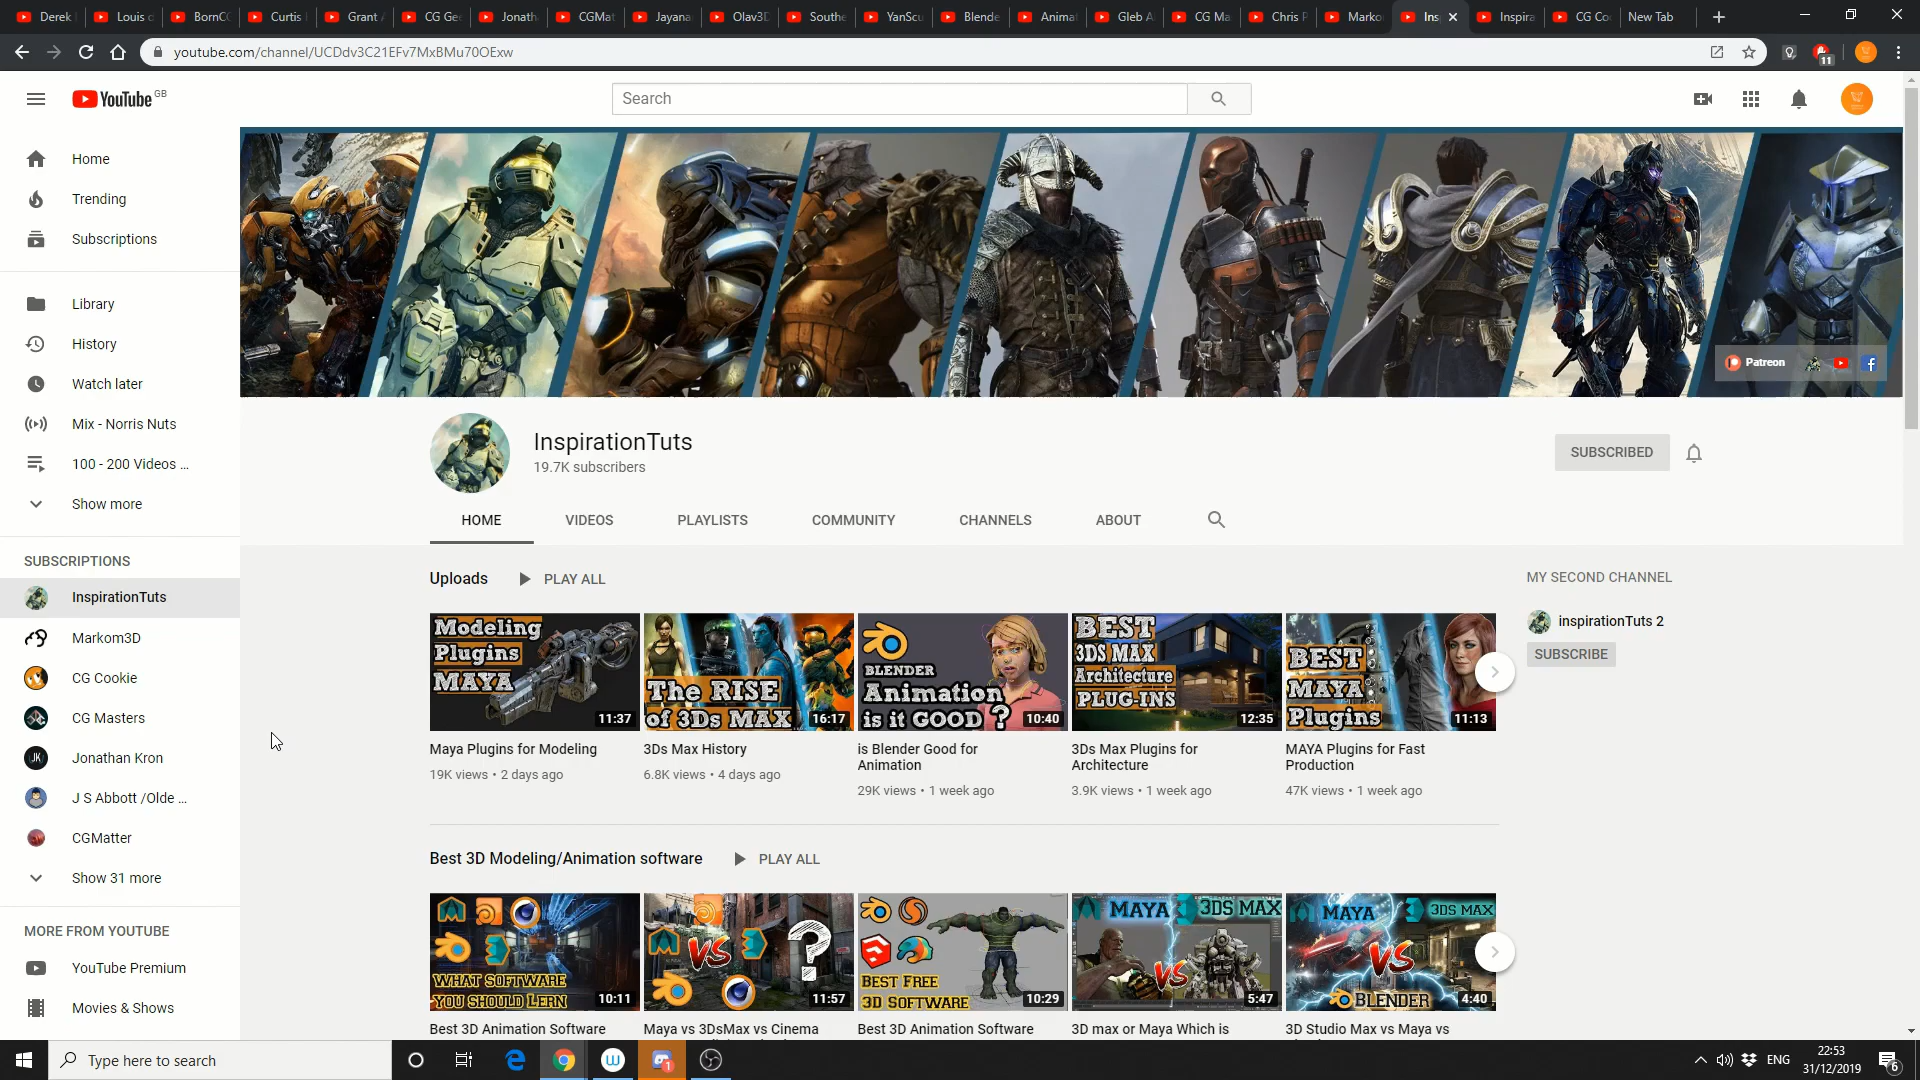 Derek
Louis
BornCG
Curtis
Grant
CG Ge
Jonath
CGMat
Jayana
Olav3D
Southe
YanScu
Blende
Animat
Gleb A
CG Ma
Chris P
Marko
Ins
Inspira
CG Co
New Tab
youtube.com/channel/UCDdv3C21EFv7MxBMu70OExw
11
YouTube GB
Search
Home
Trending
Subscriptions
Library
History
Watch later
Mix - Norris Nuts
100 - 200 Videos ...
Show more
SUBSCRIPTIONS
InspirationTuts
Markom3D
CG Cookie
CG Masters
JK
Jonathan Kron
J S Abbott /Olde ...
CGMatter
Show 31 more
MORE FROM YOUTUBE
YouTube Premium
Movies & Shows
Patreon
InspirationTuts
19.7K subscribers
SUBSCRIBED
HOME
VIDEOS
PLAYLISTS
COMMUNITY
CHANNELS
ABOUT
Uploads
PLAY ALL
Modeling
Plugins
MAYA
11:37
Maya Plugins for Modeling
19K views • 2 days ago
The RISE
of 3Ds MAX
16:17
3Ds Max History
6.8K views • 4 days ago
BLENDER
Animation
is it GOOD ?
10:40
is Blender Good for
Animation
29K views • 1 week ago
BEST
3DS MAX
Architecture
PLUG-INS
12:35
3Ds Max Plugins for
Architecture
3.9K views • 1 week ago
BEST
MAYA
Plugins
11:13
MAYA Plugins for Fast
Production
47K views • 1 week ago
MY SECOND CHANNEL
inspirationTuts 2
SUBSCRIBE
Best 3D Modeling/Animation software
PLAY ALL
WHAT SOFTWARE
YOU SHOULD LERN
10:11
Best 3D Animation Software
VS
?
11:57
Maya vs 3DsMax vs Cinema
BEST FREE
3D SOFTWARE
10:29
Best 3D Animation Software
MAYA
3DS MAX
VS
5:47
3D max or Maya Which is
MAYA
3DS MAX
VS
BLENDER
4:40
3D Studio Max vs Maya vs
Type here to search
W
1
ENG
22:53
31/12/2019
6